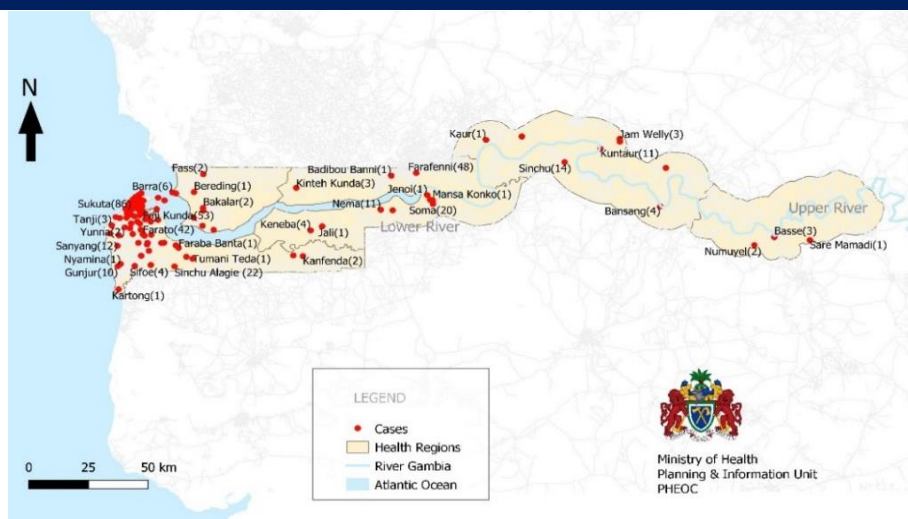 N
Kaur(1)
Jam Welly(3)
Kuntaur(11)
Fass(2)
Badibou Banni(1)
Farafenni(48)
Sinchu(14)
Barra(6)
Bereding(1)
Kinteh Kunda(3)
Jenoi(1)
Mansa Konko(1)
Sukuta(86)
Bakalar(2)
Nema(11)
Soma(20)
Bansang(4)
Upper River
Tanji(3)
Kunda(53)
Keneba(4)
Jali(1)
Lower River
Yunna(2)
Farato(42)
Basse(3)
Sanyang(12)
Faraba Banta(1)
Numuyel(2)
Sare Mamadi(1)
Nyamina(1)
Tumani Teda(1)
Kanfenda(2)
Gunjur(10)
Sifoe(4)
Sinchu Alagie (22)
Kartong(1)
LEGEND
Cases
Health Regions
River Gambia
Atlantic Ocean
0 25 50 km
Ministry of Health
Planning & Information Unit
PHEOC